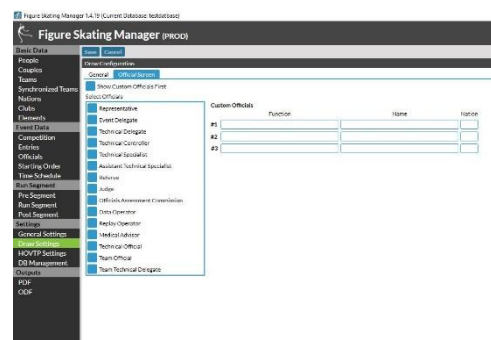 Figure Skating Manager 1.4.19 (Current Database: testdatabase)
Figure Skating Manager (PROD)
Basic Data
People
Couples
Teams
Synchronized Teams
Nations
Clubs
Elements
Event Data
Competition
Entries
Officials
Starting Order
Time Schedule
Run Segment
Pre Segment
Run Segment
Post Segment
Settings
General Settings
Draw Settings
HOVTP Settings
DB Management
Outputs
PDF
ODF
Save Cancel
Draw Configuration
General Official Screen
Show Custom Officials First
Select Officials
Representative
Event Delegate
Technical Delegate
Technical Controller
Technical Specialist
Assistant Technical Specialist
Referee
Judge
Officials Assessment Commission
Data Operator
Replay Operator
Medical Advisor
Technical Official
Team Official
Team Technical Delegate
Custom Officials
Function Name Nation
#1
#2
#3